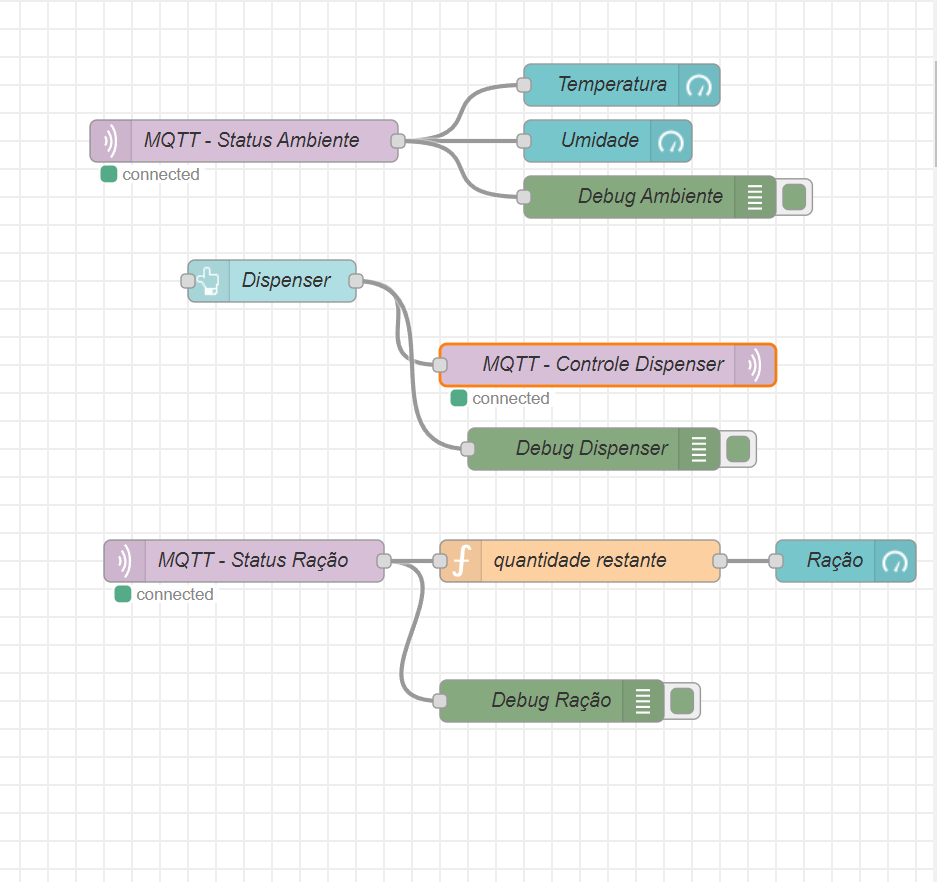 Temperatura
MQTT - Status Ambiente
Umidade
connected
Debug Ambiente
Dispenser
MQTT - Controle Dispenser
connected
Debug Dispenser
MQTT - Status Ração
quantidade restante
Ração
connected
Debug Ração